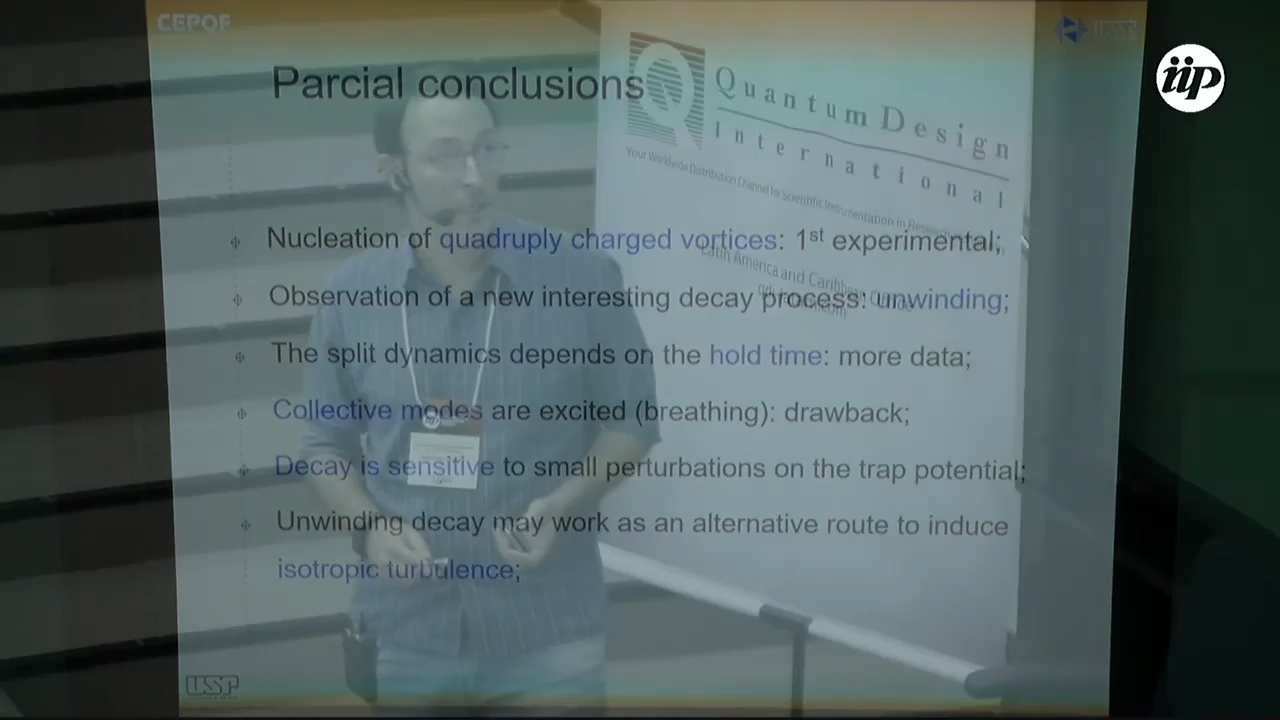 CEPOF
iip
Parcial conclusions
Quantum Design
International
Your Worldwide Distribution Channel for Scientific Instrumentation in
Latin America and Caribbean
Nucleation of quadruply charged vortices: 1st experimental;
Observation of a new interesting decay process: unwinding;
The split dynamics depends on the hold time: more data;
Collective modes are excited (breathing): drawback;
Decay is sensitive to small perturbations on the trap potential;
Unwinding decay may work as an alternative route to induce
isotropic turbulence;
iip
USP